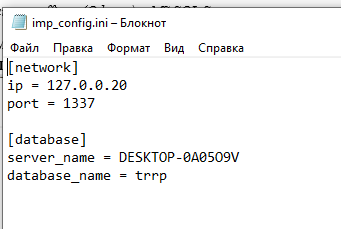 imp_config.ini – Блокнот
Файл Правка Формат Вид Справка
[network]
ip = 127.0.0.20
port = 1337
[database]
server_name = DESKTOP-0A05O9V
database_name = trrp